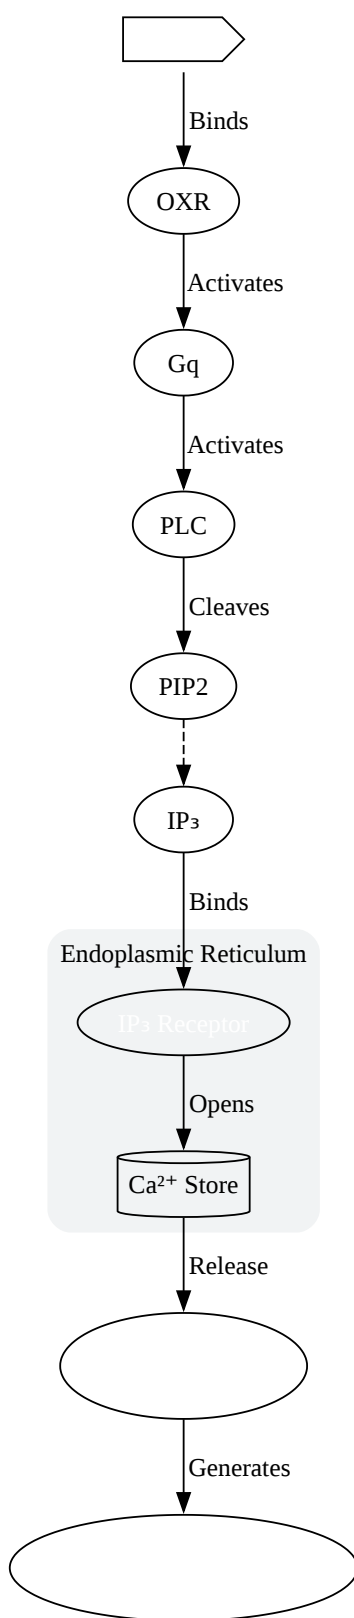 Binds
OXR
Activates
Gq
Activates
PLC
Cleaves
PIP2
IP₃
Binds
Endoplasmic Reticulum
IP₃ Receptor
Opens
Ca²⁺ Store
Release
Generates